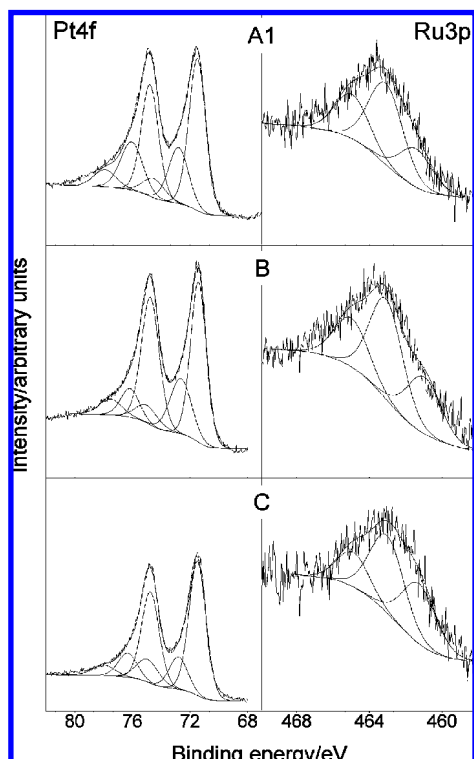 Pt4f A1 Ru3p
B
C
Intensity/arbitrary units
80 76 72 68 468 464 460
Binding energy/eV